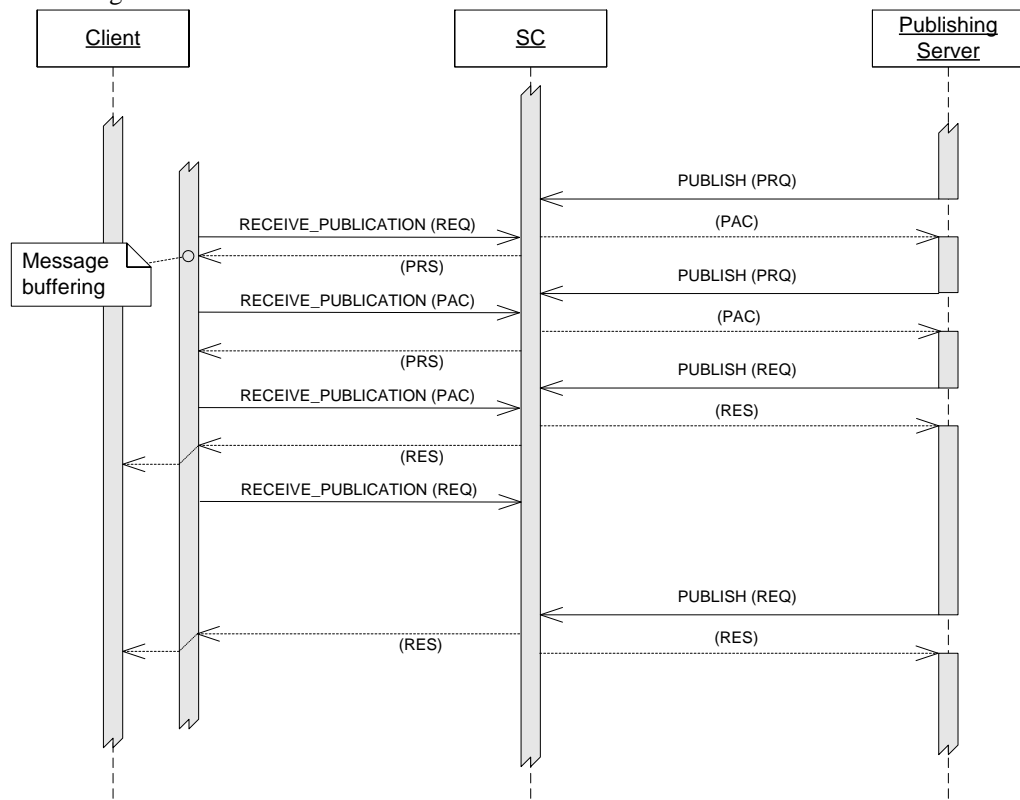 Client
SC
Publishing
Server
PUBLISH (PRQ)
RECEIVE_PUBLICATION (REQ)
(PAC)
Message
buffering
(PRS)
PUBLISH (PRQ)
RECEIVE_PUBLICATION (PAC)
(PAC)
(PRS)
PUBLISH (REQ)
RECEIVE_PUBLICATION (PAC)
(RES)
(RES)
RECEIVE_PUBLICATION (REQ)
PUBLISH (REQ)
(RES)
(RES)